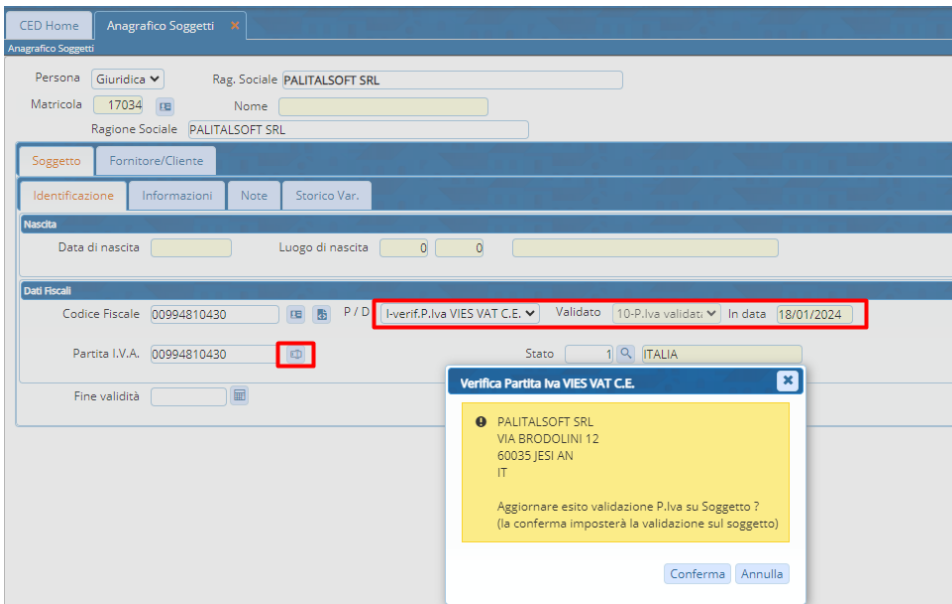 CED Home Anagrafico Soggetti ×
Anagrafico Soggetti
Persona Giuridica Rag. Sociale PALITALSOFT SRL
Matricola 17034 Nome
Ragione Sociale PALITALSOFT SRL
Soggetto Fornitore/Cliente
Identificazione Informazioni Note Storico Var.
Nascita
Data di nascita Luogo di nascita 0 0
Dati Fiscali
Codice Fiscale 00994810430 P / D I-verif.P.Iva VIES VAT C.E. Validato 10-P.Iva validati In data 18/01/2024
Partita I.V.A. 00994810430 Stato 1 ITALIA
Fine validità
Verifica Partita Iva VIES VAT C.E. ×
PALITALSOFT SRL
VIA BRODOLINI 12
60035 JESI AN
IT
Aggiornare esito validazione P.Iva su Soggetto ?
(la conferma imposterà la validazione sul soggetto)
Conferma Annulla